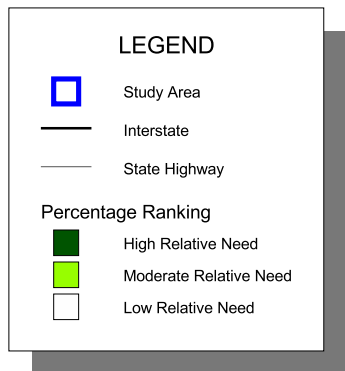 LEGEND
Study Area
Interstate
State Highway
Percentage Ranking
High Relative Need
Moderate Relative Need
Low Relative Need